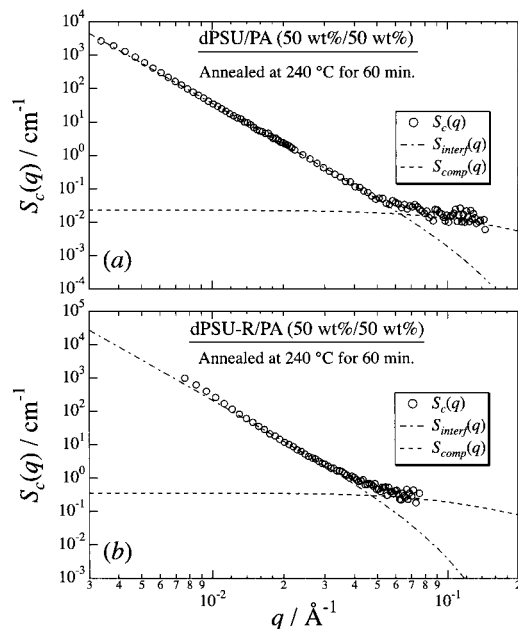 dPSU/PA (50 wt%/50 wt%)
Annealed at 240 °C for 60 min.
S_c(q)
S_interf(q)
S_comp(q)
S_c(q) / cm^-1
10^4
10^3
10^2
10^1
10^0
10^-1
10^-2
10^-3
10^-4
(a)
dPSU-R/PA (50 wt%/50 wt%)
Annealed at 240 °C for 60 min.
S_c(q)
S_interf(q)
S_comp(q)
S_c(q) / cm^-1
10^5
10^4
10^3
10^2
10^1
10^0
10^-1
10^-2
10^-3
(b)
3 4 5 6 7 8 9 10^-2 2 3 4 5 6 7 8 9 10^-1 2
q / Å^-1